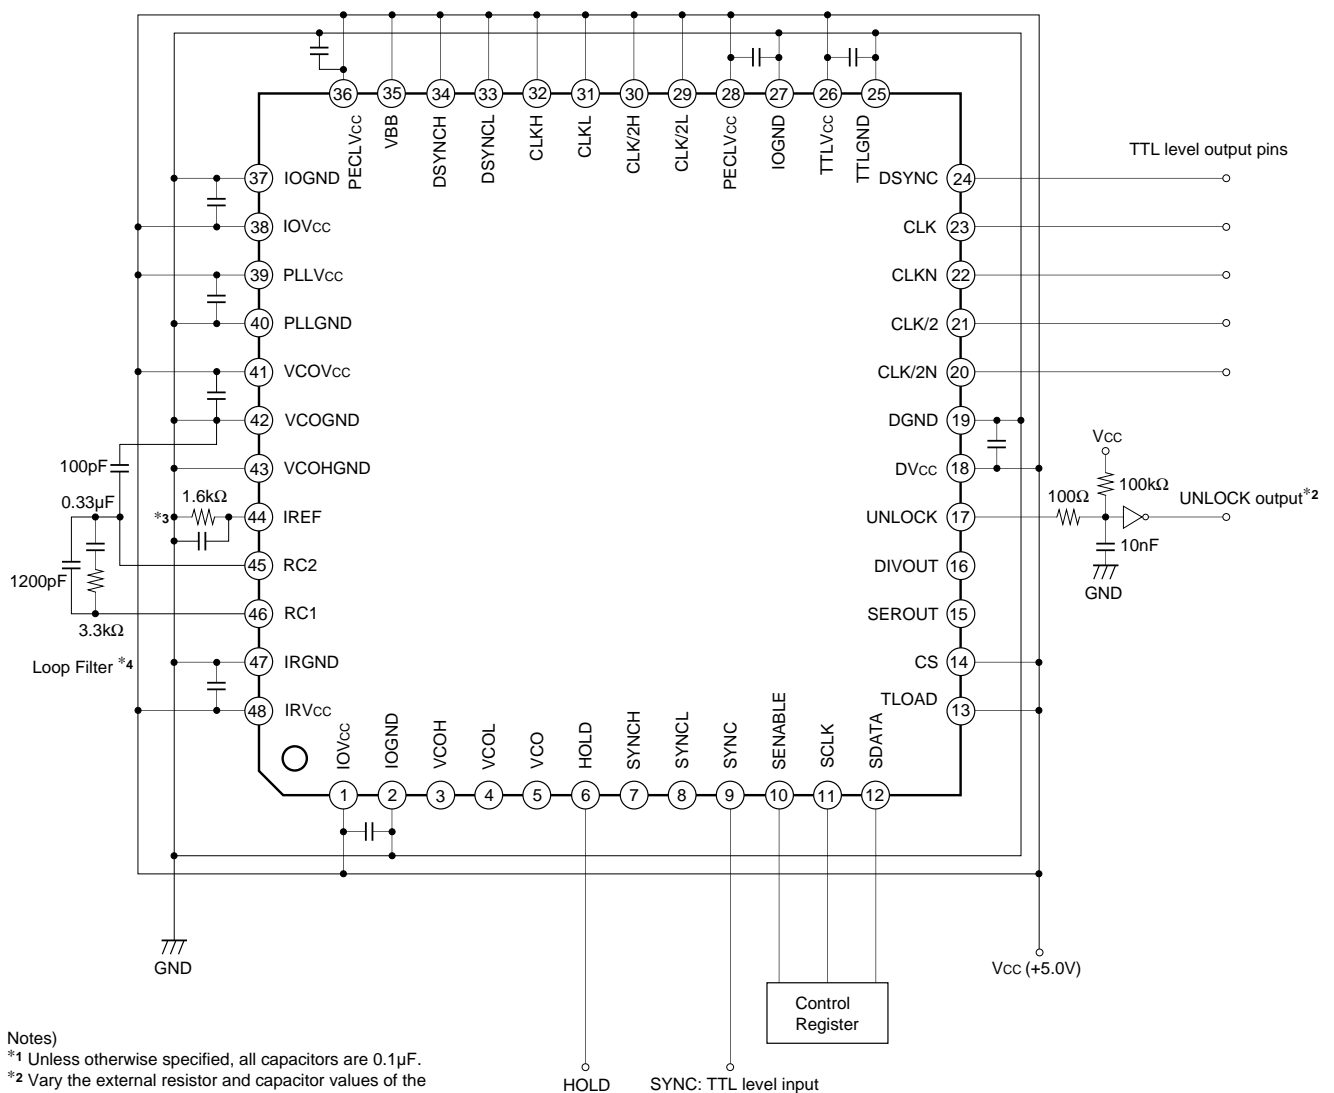 36
35
34
33
32
31
30
29
28
27
26
25
PECLVcc
VBB
DSYNCH
DSYNCL
CLKH
CLKL
CLK/2H
CLK/2L
PECLVcc
IOGND
TTLVcc
TTLGND
TTL level output pins
37 IOGND
38 IOVcc
39 PLLVcc
40 PLLGND
41 VCOVcc
42 VCOGND
43 VCOHGND
44 IREF
45 RC2
46 RC1
47 IRGND
48 IRVcc
100pF
0.33µF
*3
1.6kΩ
1200pF
3.3kΩ
Loop Filter *4
DSYNC 24
CLK 23
CLKN 22
CLK/2 21
CLK/2N 20
DGND 19
DVcc 18
UNLOCK 17
DIVOUT 16
SEROUT 15
CS 14
TLOAD 13
Vcc
100kΩ
100Ω
UNLOCK output*2
10nF
GND
IOVcc
IOGND
VCOH
VCOL
VCO
HOLD
SYNCH
SYNCL
SYNC
SENABLE
SCLK
SDATA
1
2
3
4
5
6
7
8
9
10
11
12
GND
Vcc (+5.0V)
Control
Register
HOLD
SYNC: TTL level input
Notes)
*1 Unless otherwise specified, all capacitors are 0.1µF.
*2 Vary the external resistor and capacitor values of the